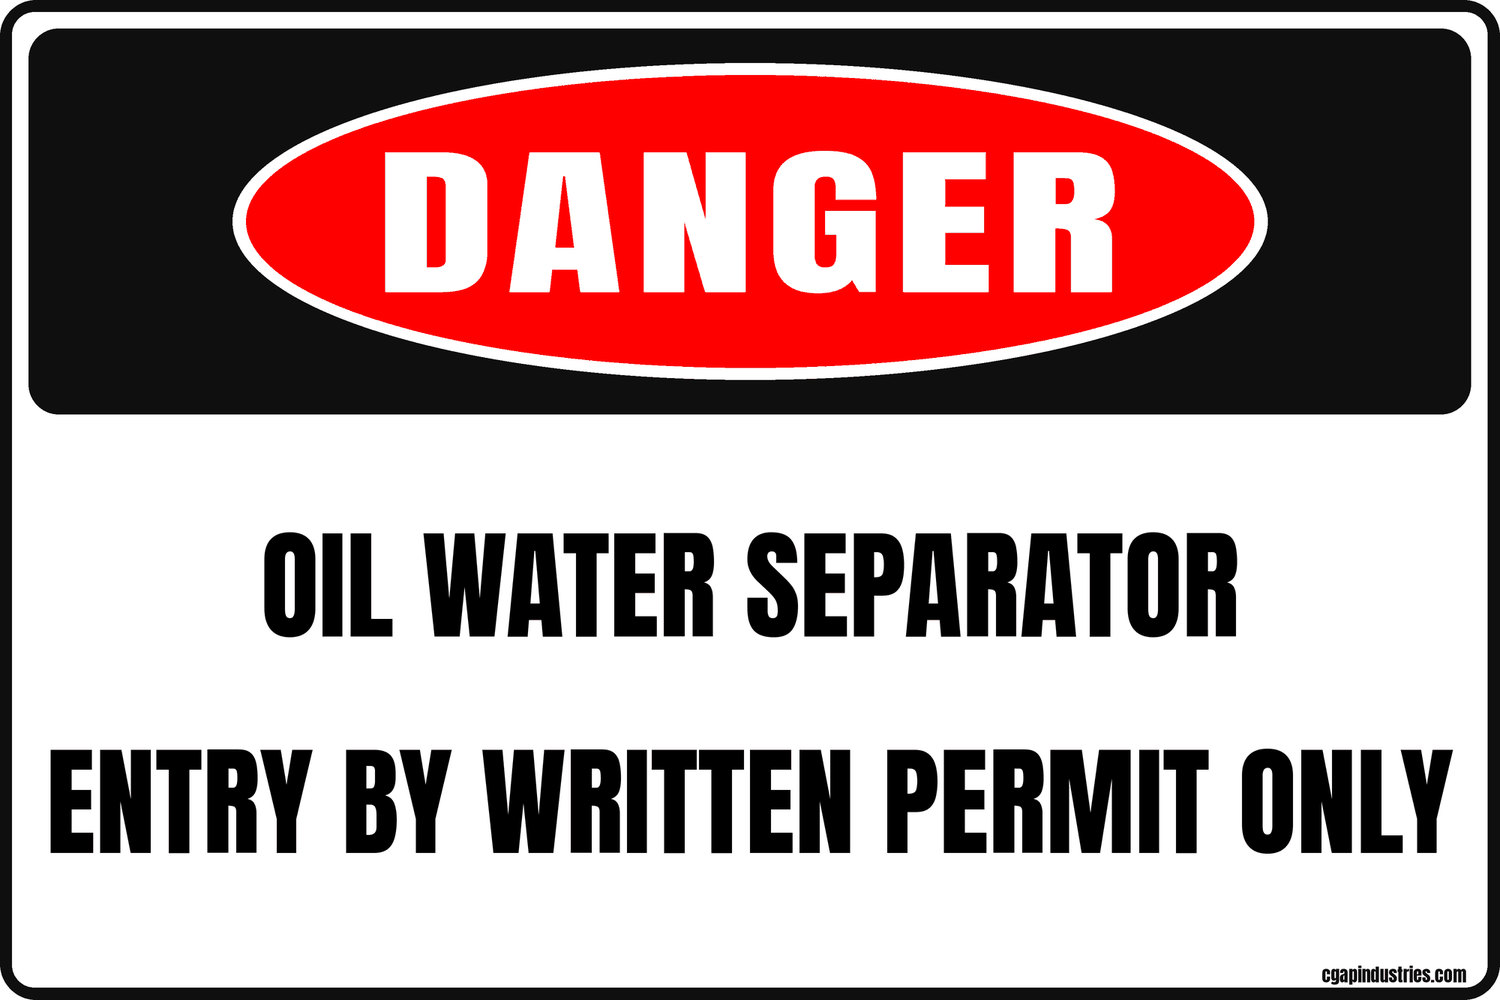 DANGER
OIL WATER SEPARATOR
ENTRY BY WRITTEN PERMIT ONLY
cgapindustries.com